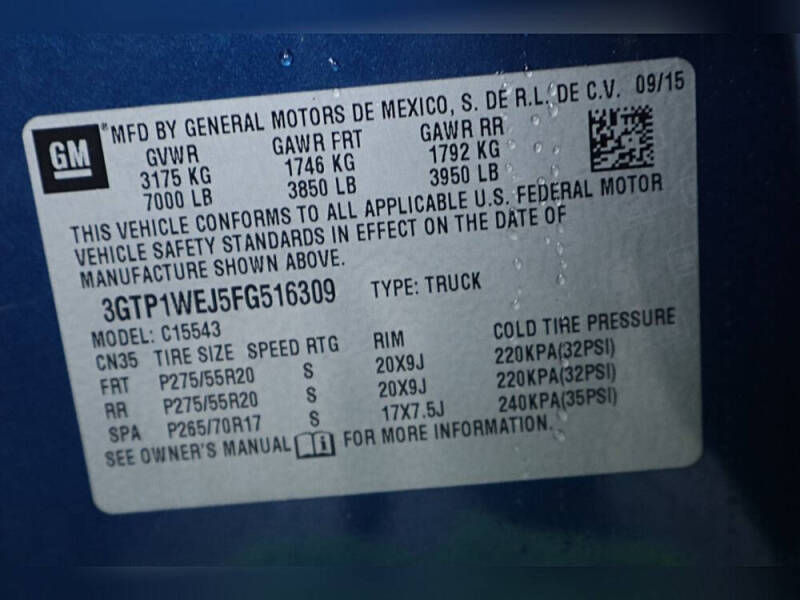 GM
®MFD BY GENERAL MOTORS DE MEXICO, S. DE R.L. DE C.V. 09/15
GVWR GAWR FRT GAWR RR
3175 KG 1746 KG 1792 KG
7000 LB 3850 LB 3950 LB
THIS VEHICLE CONFORMS TO ALL APPLICABLE U.S. FEDERAL MOTOR
VEHICLE SAFETY STANDARDS IN EFFECT ON THE DATE OF
MANUFACTURE SHOWN ABOVE.
3GTP1WEJ5FG516309 TYPE: TRUCK
MODEL: C15543
CN35 TIRE SIZE SPEED RTG RIM COLD TIRE PRESSURE
FRT P275/55R20 S 20X9J 220KPA(32PSI)
RR P275/55R20 S 20X9J 220KPA(32PSI)
SPA P265/70R17 S 17X7.5J 240KPA(35PSI)
SEE OWNER'S MANUAL FOR MORE INFORMATION.